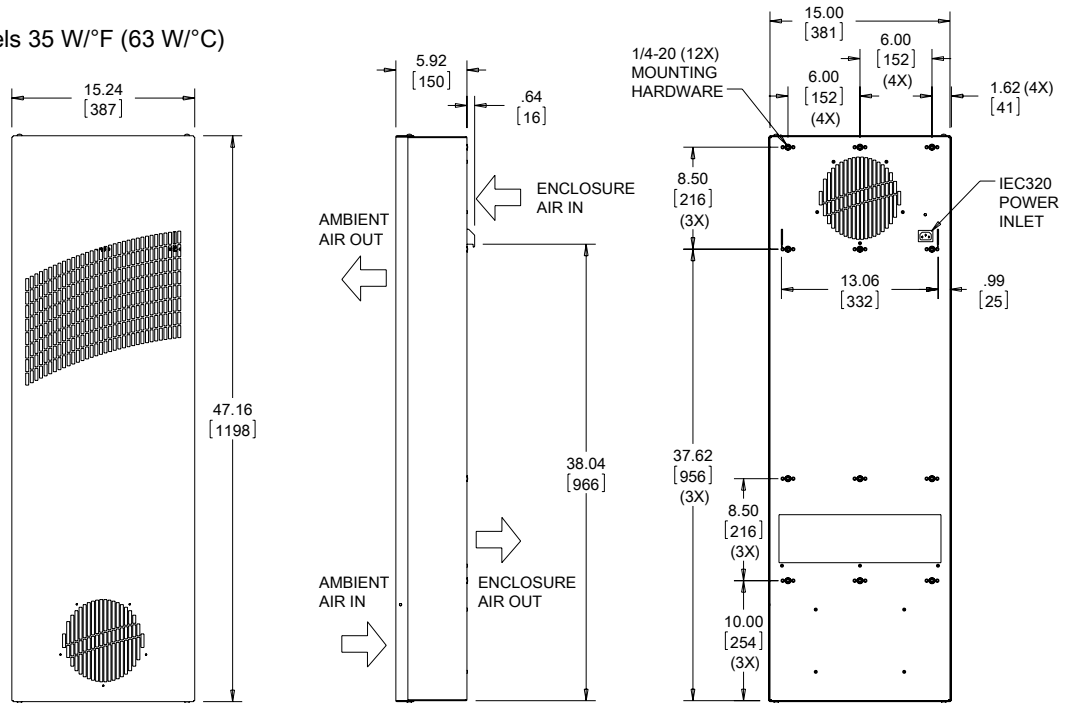 els 35 W/°F (63 W/°C)
15.24
[387]
47.16
[1198]
5.92
[150]
.64
[16]
ENCLOSURE
AIR IN
AMBIENT
AIR OUT
38.04
[966]
AMBIENT
AIR IN
ENCLOSURE
AIR OUT
15.00
[381]
6.00
[152]
(4X)
1/4-20 (12X)
MOUNTING
HARDWARE
6.00
[152]
(4X)
1.62 (4X)
[41]
8.50
[216]
(3X)
IEC320
POWER
INLET
13.06
[332]
.99
[25]
37.62
[956]
(3X)
8.50
[216]
(3X)
10.00
[254]
(3X)